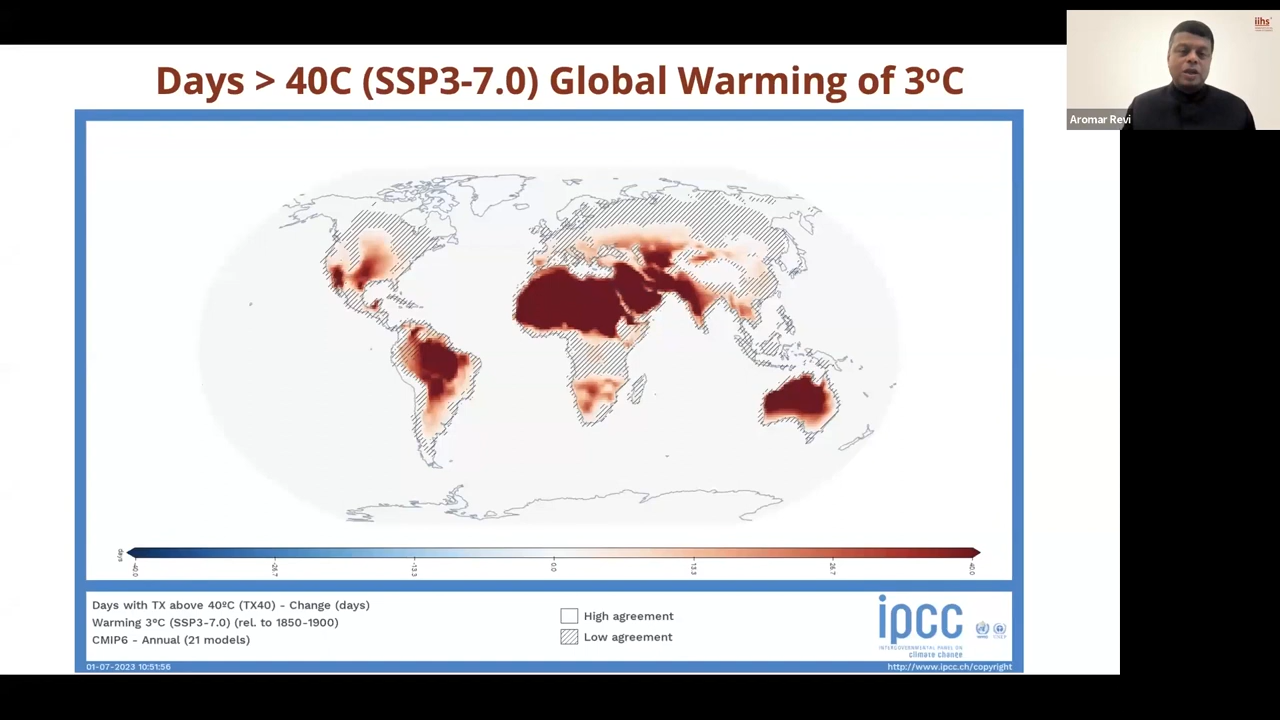 Days > 40C (SSP3-7.0) Global Warming of 3ºC
iihs
Aromar Revi
days
-40.0
-26.7
-13.3
0.0
13.3
26.7
40.0
Days with TX above 40ºC (TX40) - Change (days)
Warming 3ºC (SSP3-7.0) (rel. to 1850-1900)
CMIP6 - Annual (21 models)
High agreement
Low agreement
ipcc
INTERGOVERNMENTAL PANEL ON
climate change
01-07-2023 10:51:56
http://www.ipcc.ch/copyright